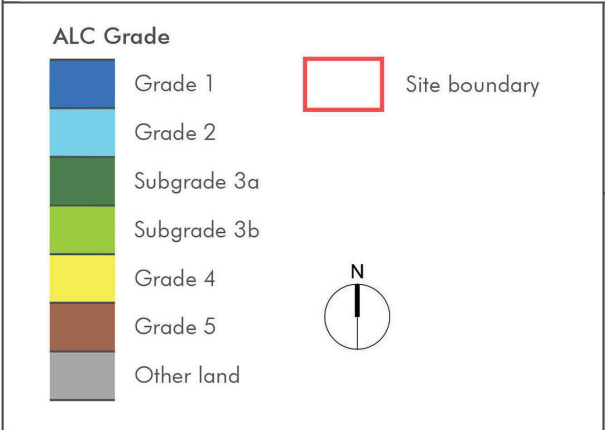 ALC Grade
Grade 1
Site boundary
Grade 2
Subgrade 3a
Subgrade 3b
Grade 4
N
Grade 5
Other land